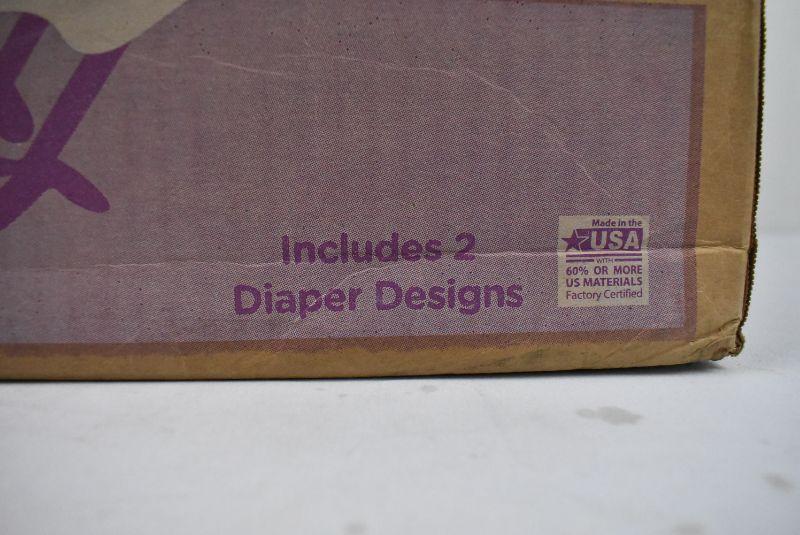 Includes 2
Diaper Designs
Made in the
USA
WITH
60% OR MORE
US MATERIALS
Factory Certified